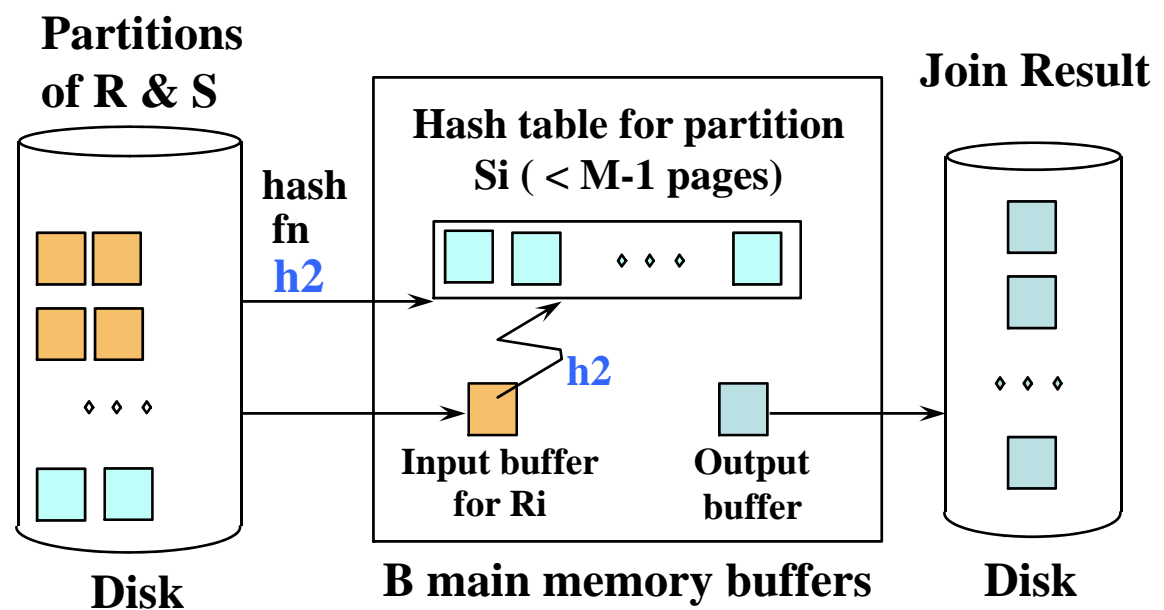 Partitions
of R & S
Join Result
Hash table for partition
Si ( < M-1 pages)
hash
fn
h2
h2
Input buffer
for Ri
Output
buffer
Disk
B main memory buffers
Disk